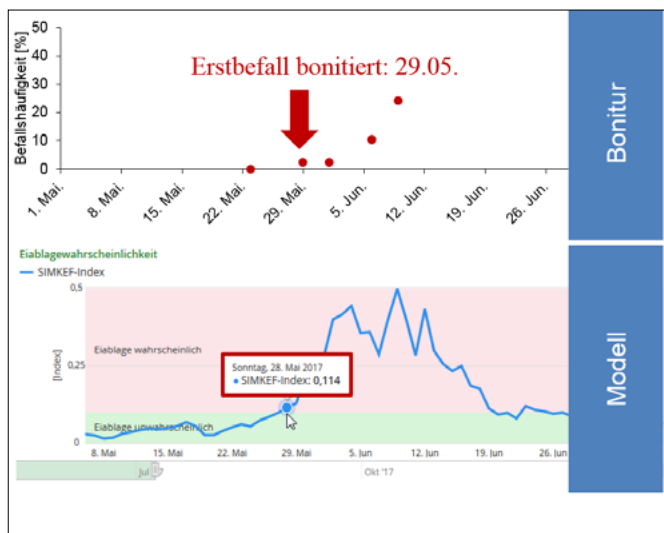 50
40
30
20
10
0
Befallshäufigkeit [%]
Erstbefall bonitiert: 29.05.
1. Mai.
8. Mai.
15. Mai.
22. Mai.
29. Mai.
5. Jun.
12. Jun.
19. Jun.
26. Jun.
Bonitur
Eiablagewahrscheinlichkeit
SIMKEF-Index
0,5
0,25
0
[Index]
Eiablage wahrscheinlich
Sonntag, 28. Mai 2017
SIMKEF-Index: 0,114
Eiablage unwahrscheinlich
8. Mai
15. Mai
22. Mai
29. Mai
5. Jun
12. Jun
19. Jun
26. Jun
Jul
Okt '17
Modell